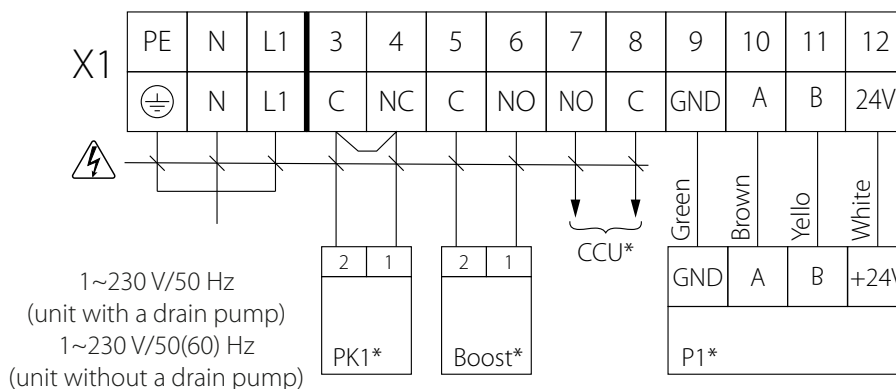 X1
PE N L1 3 4 5 6 7 8 9 10 11 12
N L1 C NC C NO NO C GND A B 24V
Green Brown Yello White
CCU*
2 1 2 1
GND A B +24V
PK1* Boost* P1*
1~230 V/50 Hz
(unit with a drain pump)
1~230 V/50(60) Hz
(unit without a drain pump)